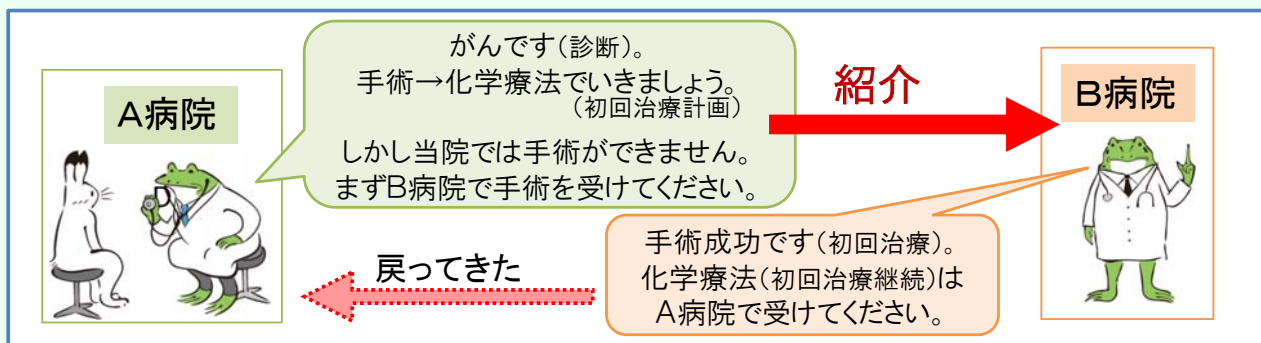 A病院
がんです(診断)。
手術→化学療法でいきましょう。
(初回治療計画)
しかし当院では手術ができません。
まずB病院で手術を受けてください。
紹介
B病院
手術成功です(初回治療)。
化学療法(初回治療継続)は
A病院で受けてください。
戻ってきた